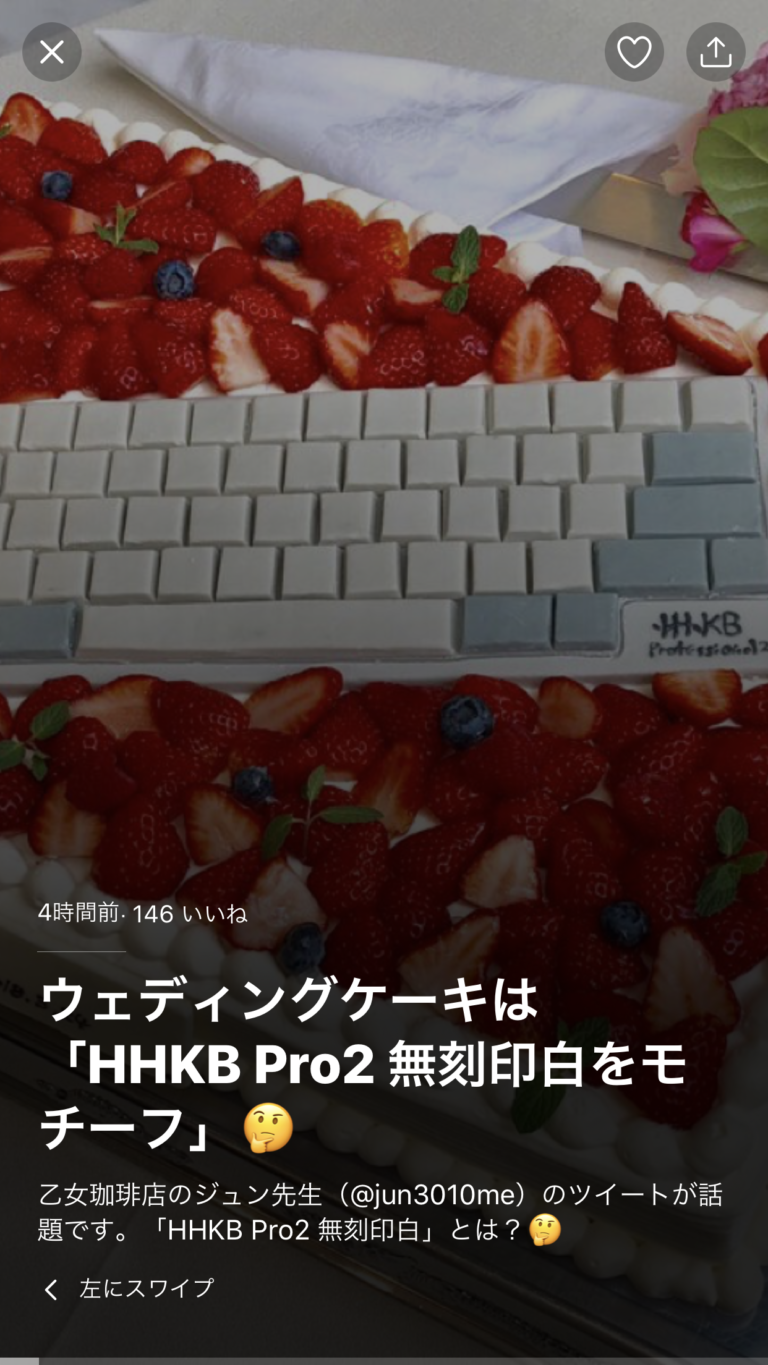 HHKB
Professional2
4時間前· 146 いいね
ウェディングケーキは
「HHKB Pro2 無刻印白をモ
チーフ」🤔
乙女珈琲店のジュン先生（@jun3010me）のツイートが話
題です。「HHKB Pro2 無刻印白」とは？🤔
左にスワイプ